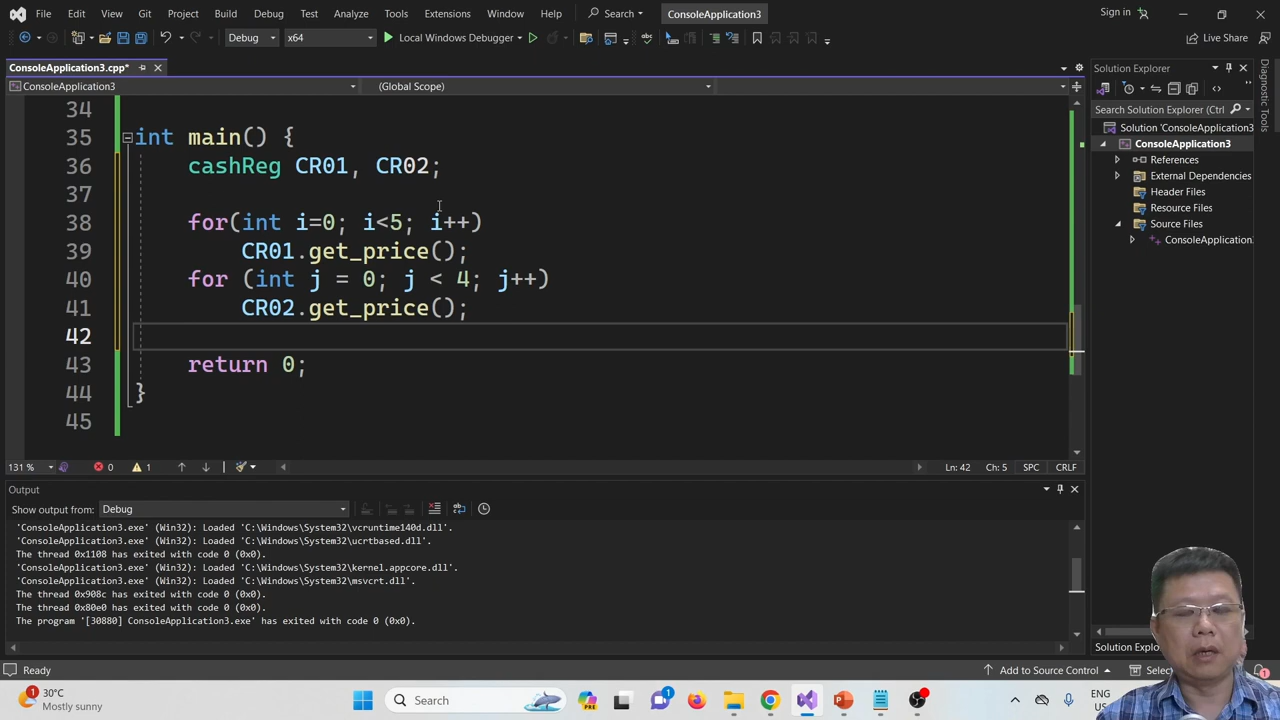 File Edit View Git Project Build Debug Test Analyze Tools Extensions Window Help Search ConsoleApplication3 Sign in
Debug x64 Local Windows Debugger Live Share
ConsoleApplication3.cpp*
ConsoleApplication3 (Global Scope)
34
35 int main() {
36 cashReg CR01, CR02;
37
38 for(int i=0; i<5; i++)
39 CR01.get_price();
40 for (int j = 0; j < 4; j++)
41 CR02.get_price();
42
43 return 0;
44 }
45
131 % 0 1 Ln: 42 Ch: 5 SPC CRLF
Output
Show output from: Debug
'ConsoleApplication3.exe' (Win32): Loaded 'C:\Windows\System32\vcruntime140d.dll'.
'ConsoleApplication3.exe' (Win32): Loaded 'C:\Windows\System32\ucrtbased.dll'.
The thread 0x1108 has exited with code 0 (0x0).
'ConsoleApplication3.exe' (Win32): Loaded 'C:\Windows\System32\kernel.appcore.dll'.
'ConsoleApplication3.exe' (Win32): Loaded 'C:\Windows\System32\msvcrt.dll'.
The thread 0x908c has exited with code 0 (0x0).
The thread 0x80e0 has exited with code 0 (0x0).
The program '[30880] ConsoleApplication3.exe' has exited with code 0 (0x0).
Solution Explorer
Search Solution Explorer (Ctrl
Solution 'ConsoleApplication3'
ConsoleApplication3
References
External Dependencies
Header Files
Resource Files
Source Files
ConsoleApplication.
Solution Explo
Diagnostic Tools
Ready Add to Source Control Selec
1 30°C
Mostly sunny
Search
PRE
1
ENG
US